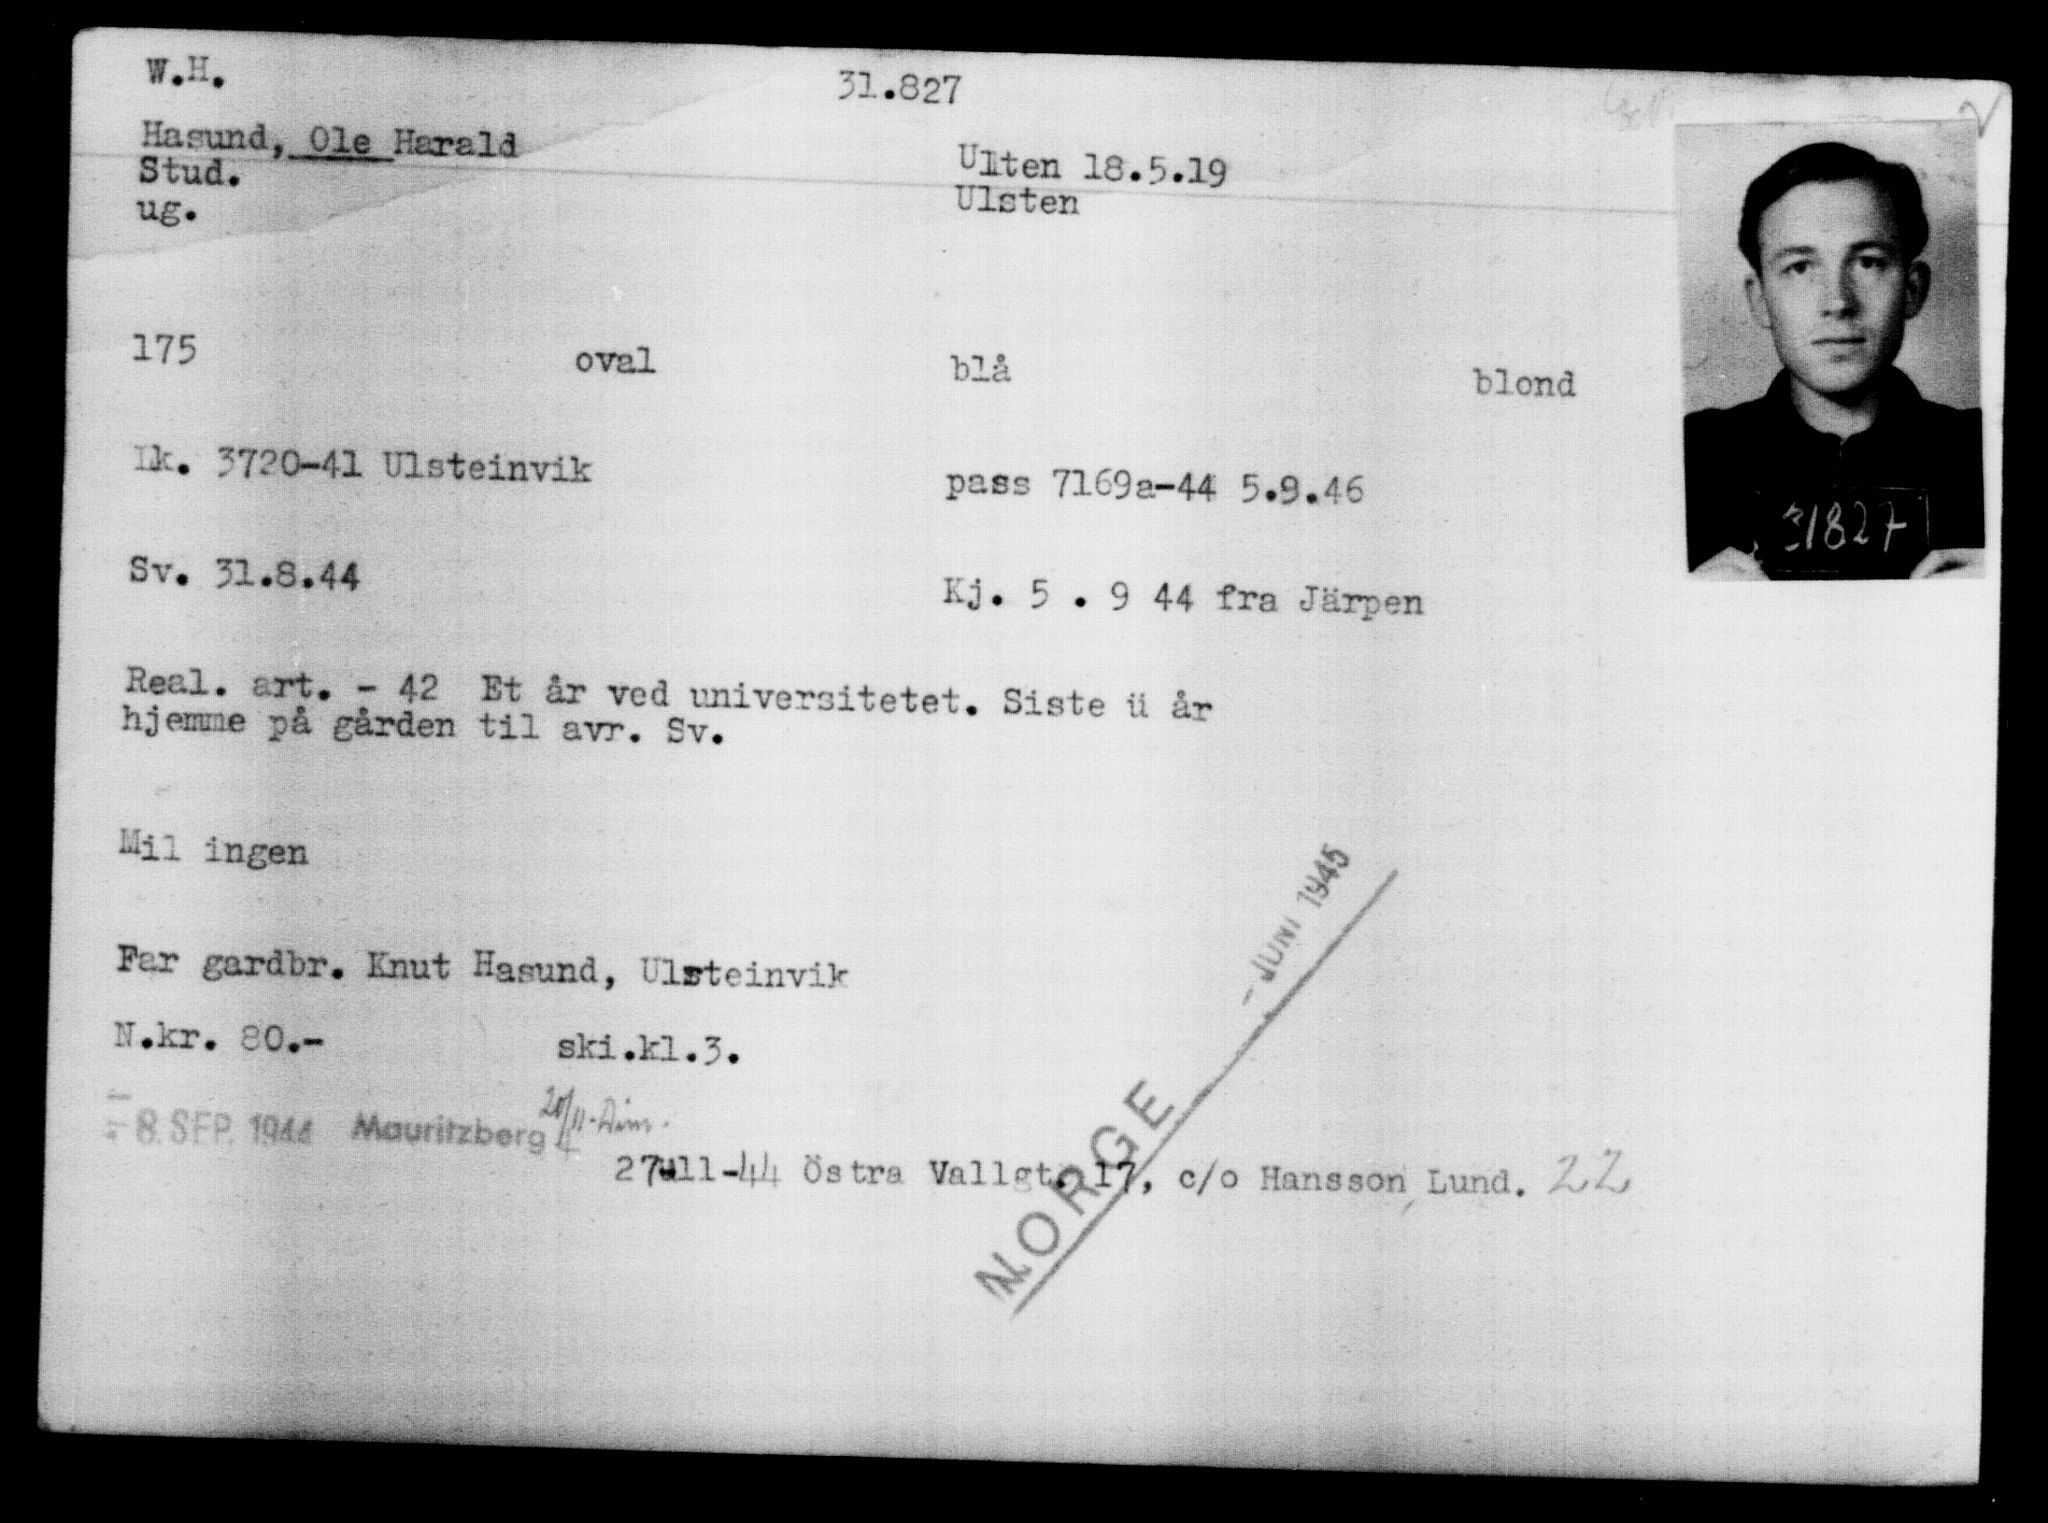 W.H. 31.827
Hasund, Ole Harald Ulten 18.5.19
Stud. Ulsten
ug.
175 oval blå blond
Lk. 3720-41 Ulsteinvik pass 7169a-44 5.9.46
31827
Sv. 31.8.44 Kj. 5 . 9 44 fra Järpen
Real. art. - 42 Et år ved universitetet. Siste ü år
hjemme på gården til avr. Sv.
Mil ingen
- JUNI 1945
Far gardbr. Knut Hasund, Ulsteinvik
N.kr. 80.- ski.kl.3.
- 8. SEP. 1944 Mauritzberg 20/11-
27-11-44 Östra Vallgt. 17, c/o Hansson, Lund. 22
NORGE